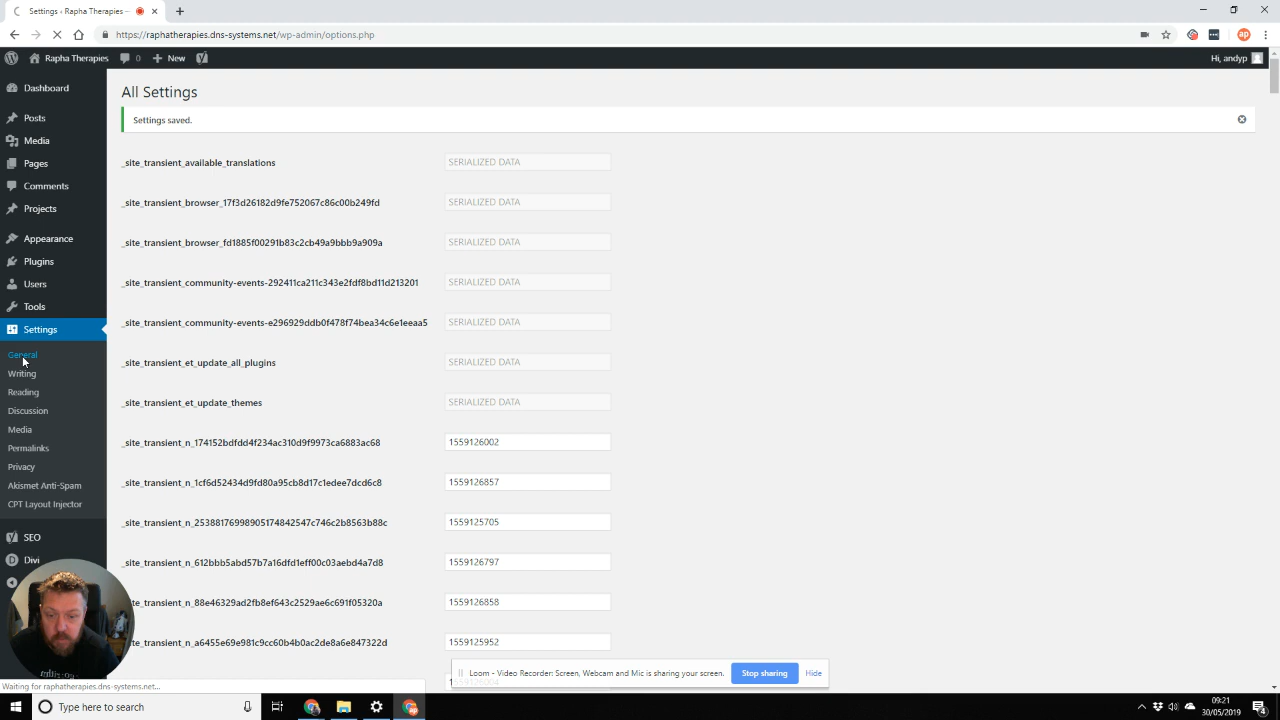 Settings ‹ Rapha Therapies –
https://raphatherapies.dns-systems.net/wp-admin/options.php
ap
Rapha Therapies
0
New
Hi, andyp
Dashboard
Posts
Media
Pages
Comments
Projects
Appearance
Plugins
Users
Tools
Settings
General
Writing
Reading
Discussion
Media
Permalinks
Privacy
Akismet Anti-Spam
CPT Layout Injector
SEO
Divi
All Settings
Settings saved.
_site_transient_available_translations SERIALIZED DATA
_site_transient_browser_17f3d26182d9fe752067c86c00b249fd SERIALIZED DATA
_site_transient_browser_fd1885f00291b83c2cb49a9bbb9a909a SERIALIZED DATA
_site_transient_community-events-292411ca211c343e2fdf8bd11d213201 SERIALIZED DATA
_site_transient_community-events-e296929ddb0f478f74bea34c6e1eeaa5 SERIALIZED DATA
_site_transient_et_update_all_plugins SERIALIZED DATA
_site_transient_et_update_themes SERIALIZED DATA
_site_transient_n_174152bdfdd4f234ac310d9f9973ca6883ac68 1559126002
_site_transient_n_1cf6d52434d9fd80a95cb8d17c1edee7dcd6c8 1559126857
_site_transient_n_25388176998905174842547c746c2b8563b88c 1559125705
_site_transient_n_612bbb5abd57b7a16dfd1eff00c03aebd4a7d8 1559126797
te_transient_n_88e46329ad2fb8ef643c2529ae6c691f05320a 1559126858
te_transient_n_a6455e69e981c9cc60b4b0ac2de8a6e847322d 1559125952
Loom - Video Recorder: Screen, Webcam and Mic is sharing your screen. Stop sharing Hide
Waiting for raphatherapies.dns-systems.net...
Type here to search
09:21
30/05/2019
4